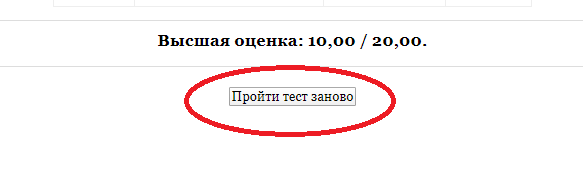 Высшая оценка: 10,00 / 20,00.
Пройти тест заново